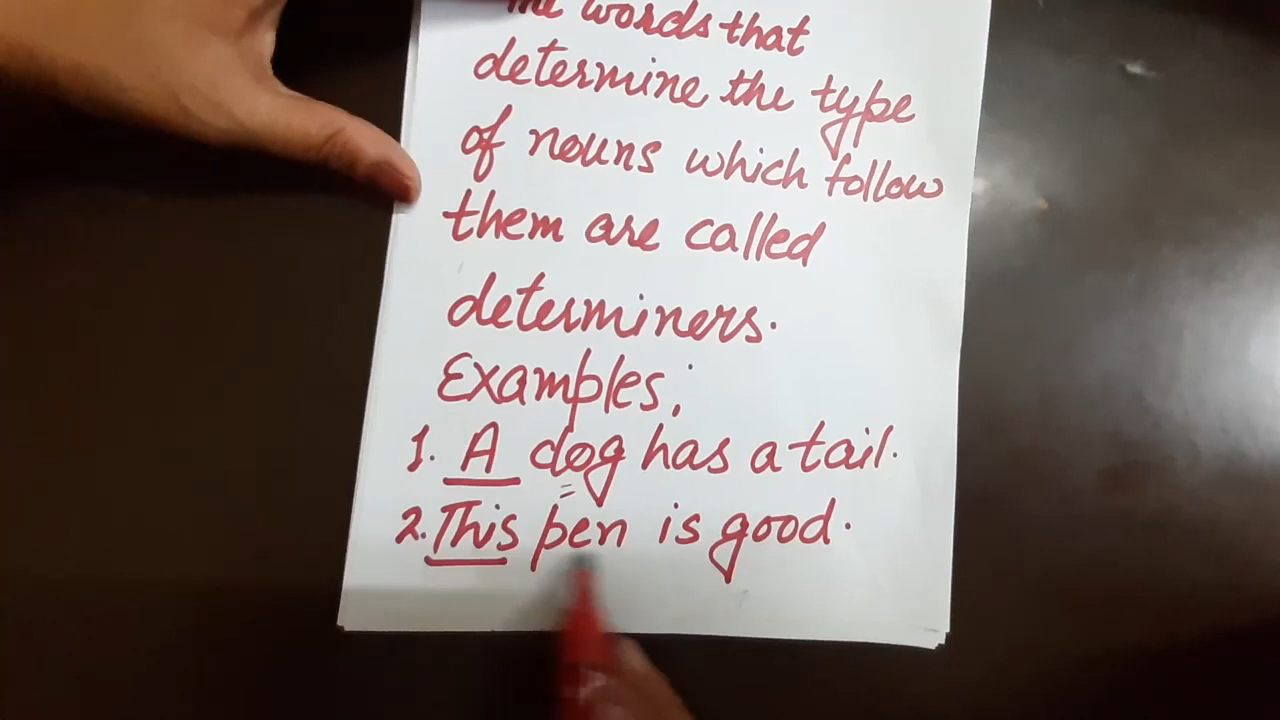 The words that
determine the type
of nouns which follow
them are called
determiners.
Examples;
1. A dog has a tail.
2. This pen is good.